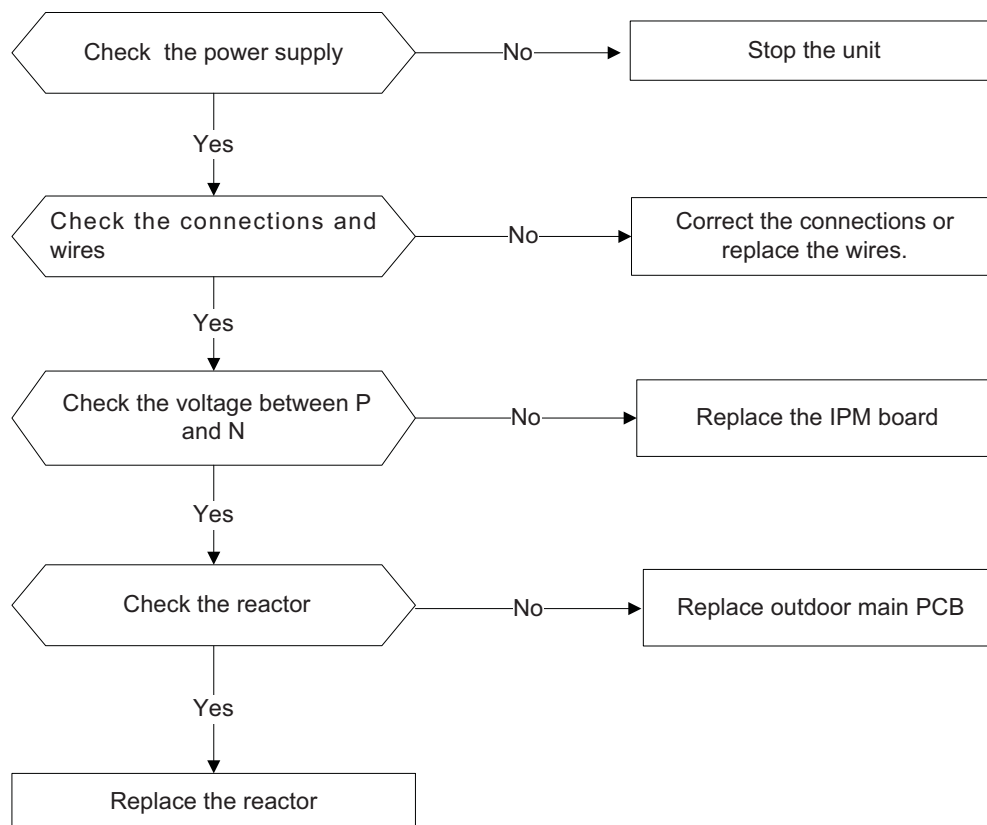 Check the power supply
No
Stop the unit
Yes
Check the connections and
wires
No
Correct the connections or
replace the wires.
Yes
Check the voltage between P
and N
No
Replace the IPM board
Yes
Check the reactor
No
Replace outdoor main PCB
Yes
Replace the reactor